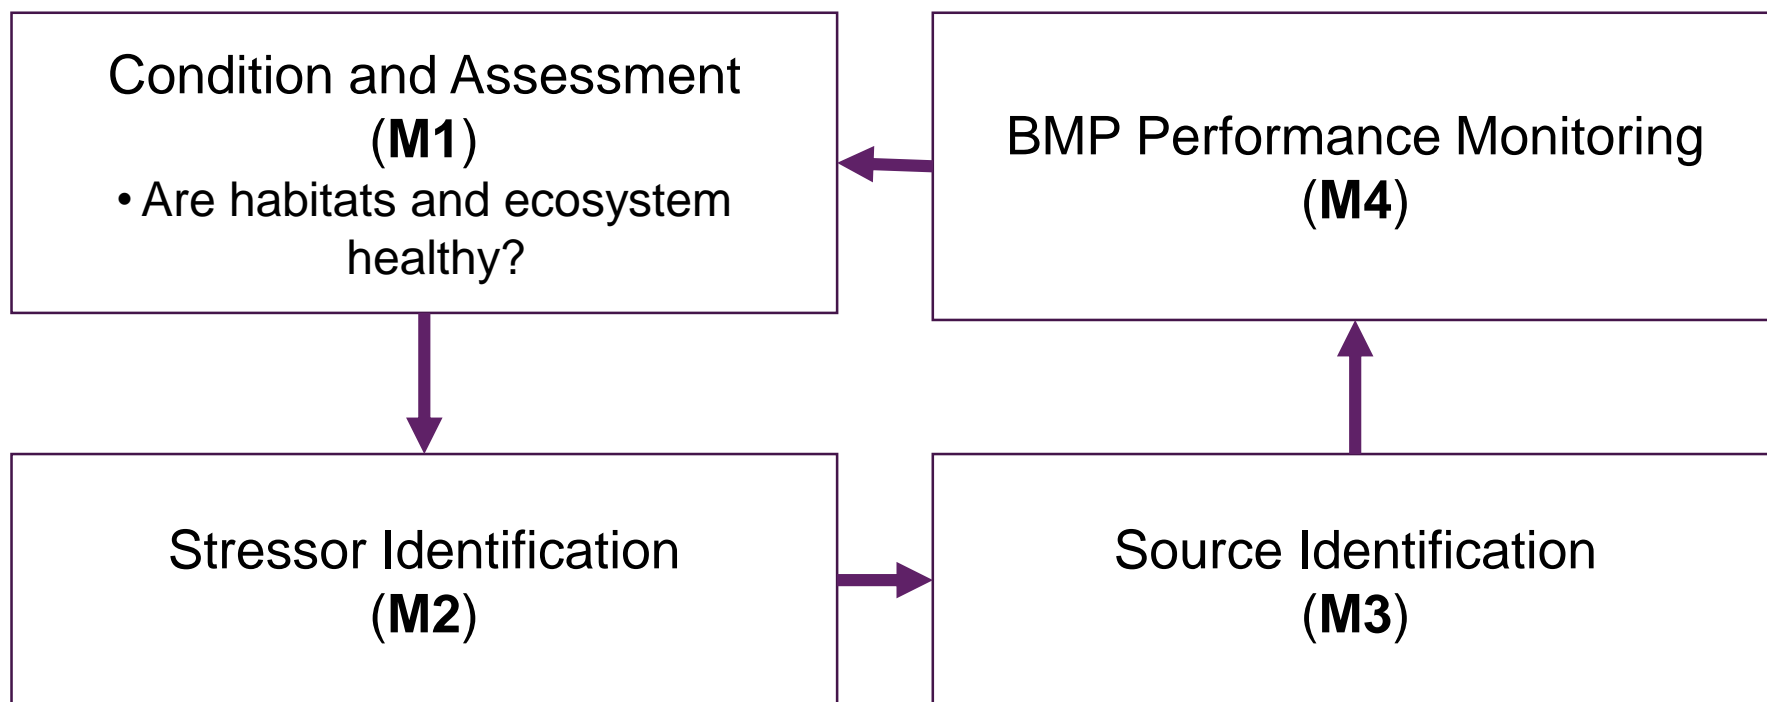 Condition and Assessment
(M1)
• Are habitats and ecosystem
healthy?
BMP Performance Monitoring
(M4)
Stressor Identification
(M2)
Source Identification
(M3)